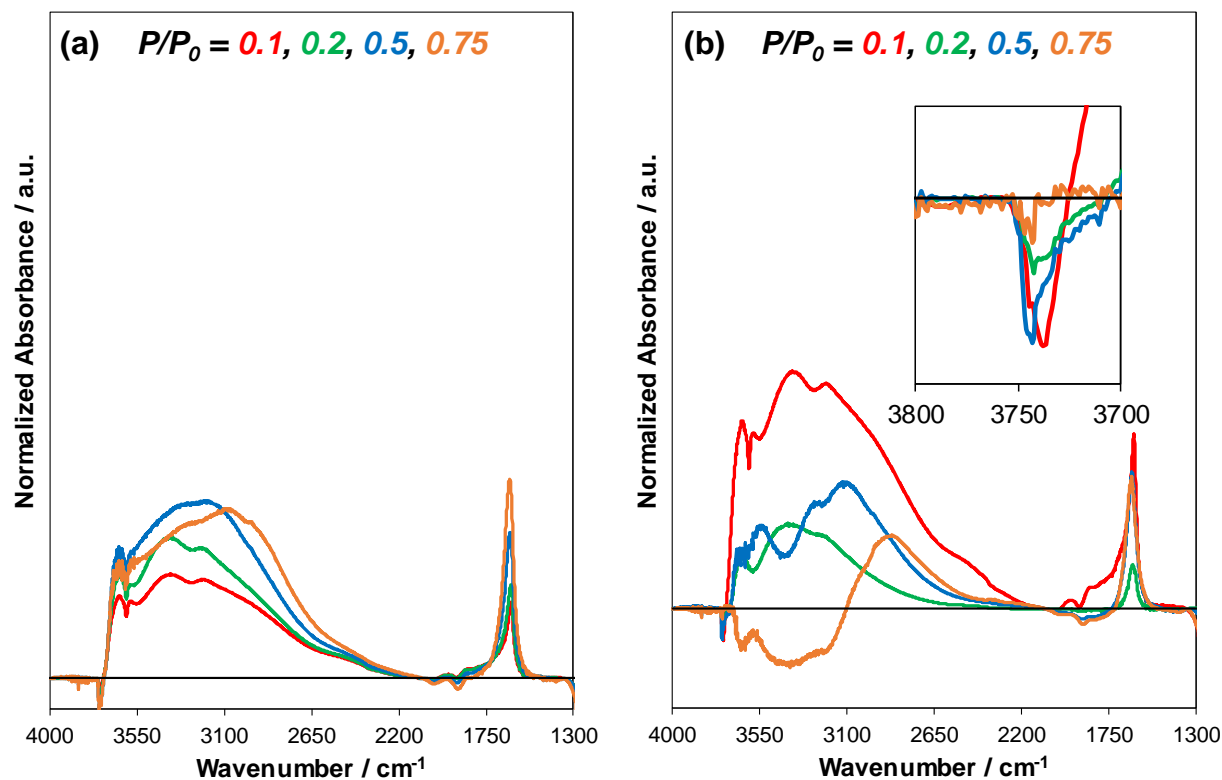 (a) P/P0 = 0.1, 0.2, 0.5, 0.75
Normalized Absorbance / a.u.
4000 3550 3100 2650 2200 1750 1300
Wavenumber / cm-1
(b) P/P0 = 0.1, 0.2, 0.5, 0.75
Normalized Absorbance / a.u.
3800 3750 3700
4000 3550 3100 2650 2200 1750 1300
Wavenumber / cm-1